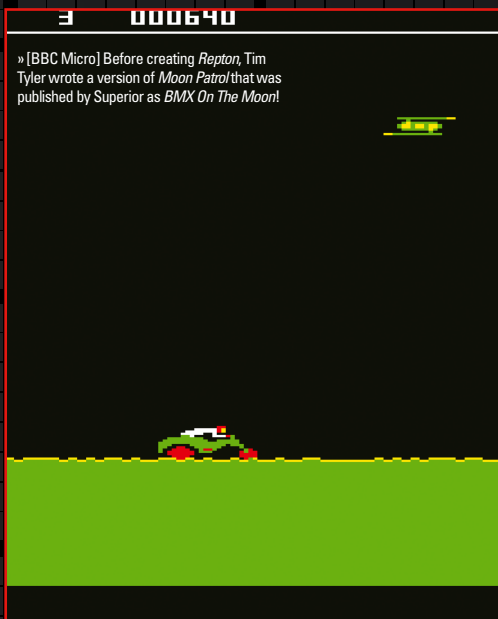 3 000640
» [BBC Micro] Before creating Repton, Tim
Tyler wrote a version of Moon Patrol that was
published by Superior as BMX On The Moon!